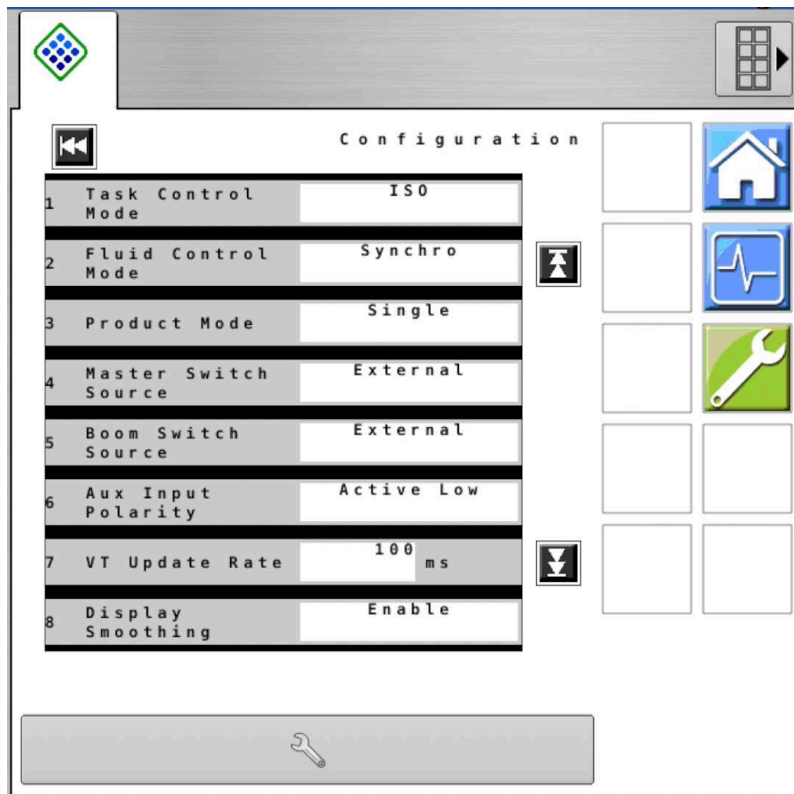 Configuration
1 Task Control Mode ISO
2 Fluid Control Mode Synchro
3 Product Mode Single
4 Master Switch Source External
5 Boom Switch Source External
6 Aux Input Polarity Active Low
7 VT Update Rate 100 ms
8 Display Smoothing Enable